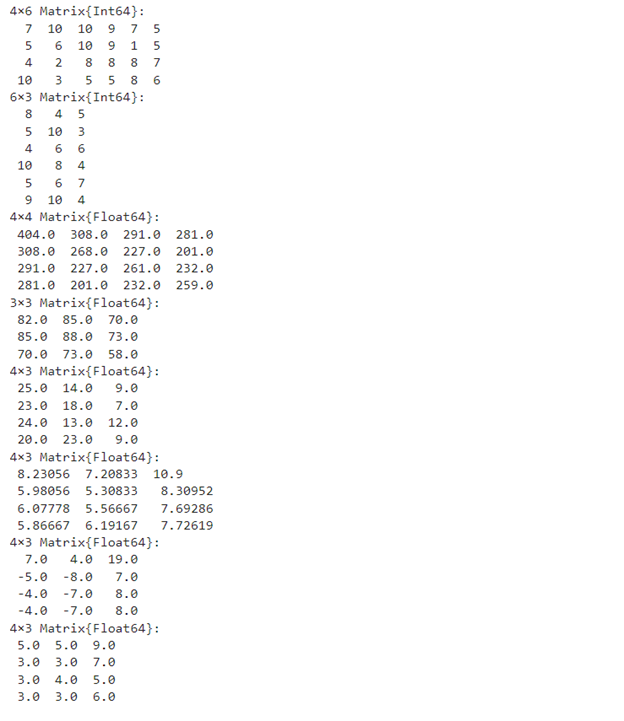 4×6 Matrix{Int64}:
7 10 10 9 7 5
5 6 10 9 1 5
4 2 8 8 8 7
10 3 5 5 8 6
6×3 Matrix{Int64}:
8 4 5
5 10 3
4 6 6
10 8 4
5 6 7
9 10 4
4×4 Matrix{Float64}:
404.0 308.0 291.0 281.0
308.0 268.0 227.0 201.0
291.0 227.0 261.0 232.0
281.0 201.0 232.0 259.0
3×3 Matrix{Float64}:
82.0 85.0 70.0
85.0 88.0 73.0
70.0 73.0 58.0
4×3 Matrix{Float64}:
25.0 14.0 9.0
23.0 18.0 7.0
24.0 13.0 12.0
20.0 23.0 9.0
4×3 Matrix{Float64}:
8.23056 7.20833 10.9
5.98056 5.30833 8.30952
6.07778 5.56667 7.69286
5.86667 6.19167 7.72619
4×3 Matrix{Float64}:
7.0 4.0 19.0
-5.0 -8.0 7.0
-4.0 -7.0 8.0
-4.0 -7.0 8.0
4×3 Matrix{Float64}:
5.0 5.0 9.0
3.0 3.0 7.0
3.0 4.0 5.0
3.0 3.0 6.0